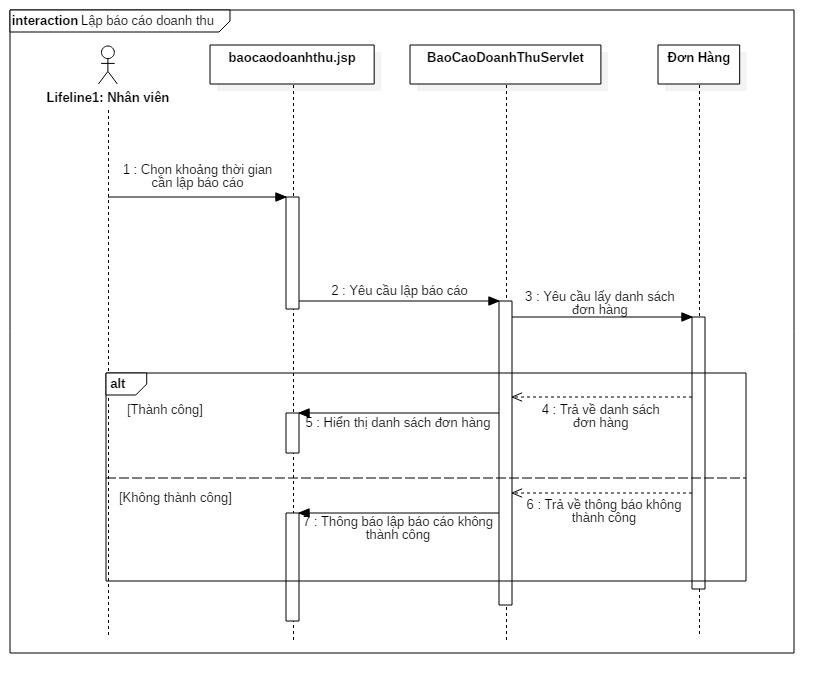 interaction Lập báo cáo doanh thu
Lifeline1: Nhân viên
baocaodoanhthu.jsp
BaoCaoDoanhThuServlet
Đơn Hàng
1 : Chọn khoảng thời gian
cần lập báo cáo
2 : Yêu cầu lập báo cáo
3 : Yêu cầu lấy danh sách
đơn hàng
alt
[Thành công]
4 : Trả về danh sách
đơn hàng
5 : Hiển thị danh sách đơn hàng
[Không thành công]
6 : Trả về thông báo không
thành công
7 : Thông báo lập báo cáo không
thành công